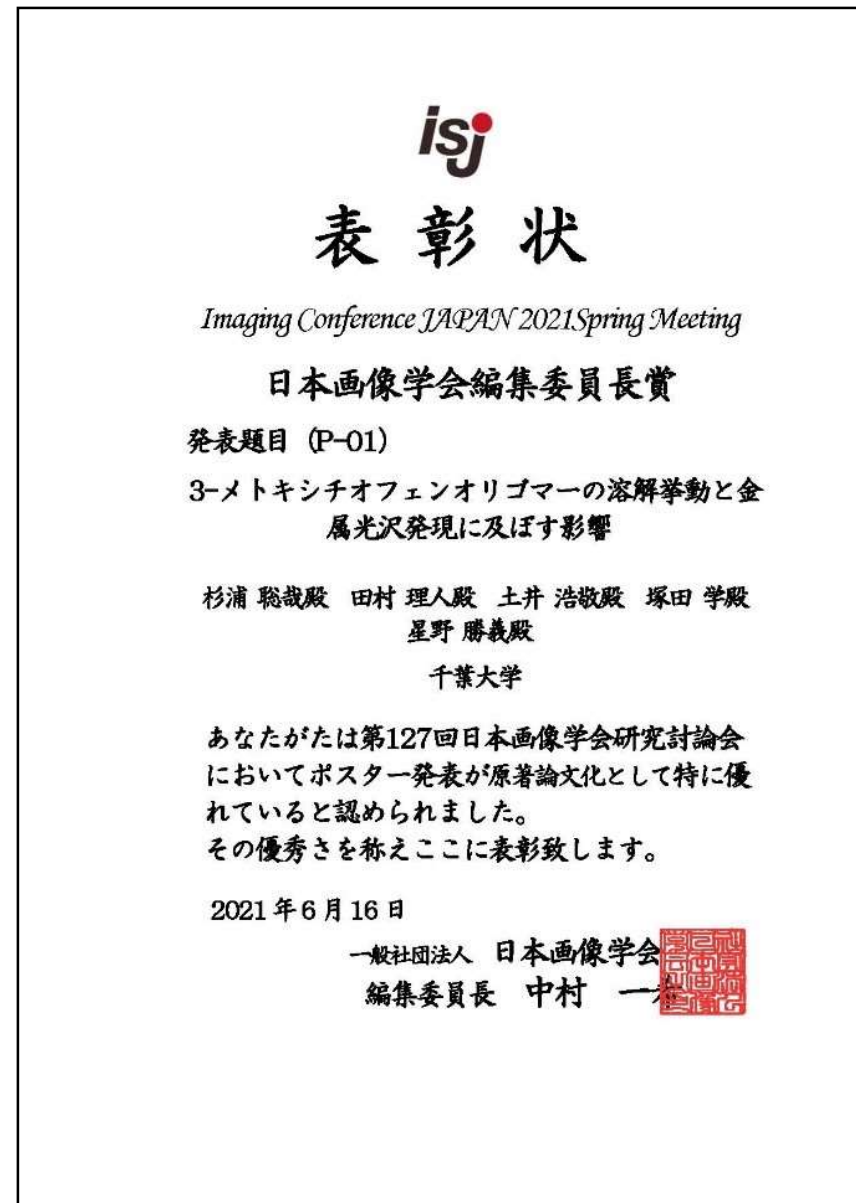 isj
表彰状
Imaging Conference JAPAN 2021Spring Meeting
日本画像学会編集委員長賞
発表題目（P-01）
3-メトキシチオフェンオリゴマーの溶解挙動と金
属光沢発現に及ぼす影響
杉浦 聡哉殿 田村 理人殿 土井 浩敬殿 塚田 学殿
星野 勝義殿
千葉大学
あなたがたは第127回日本画像学会研究討論会
においてポスター発表が原著論文化として特に優
れていると認められました。
その優秀さを称えここに表彰致します。
2021年6月16日
一般社団法人 日本画像学会
編集委員長 中村 一